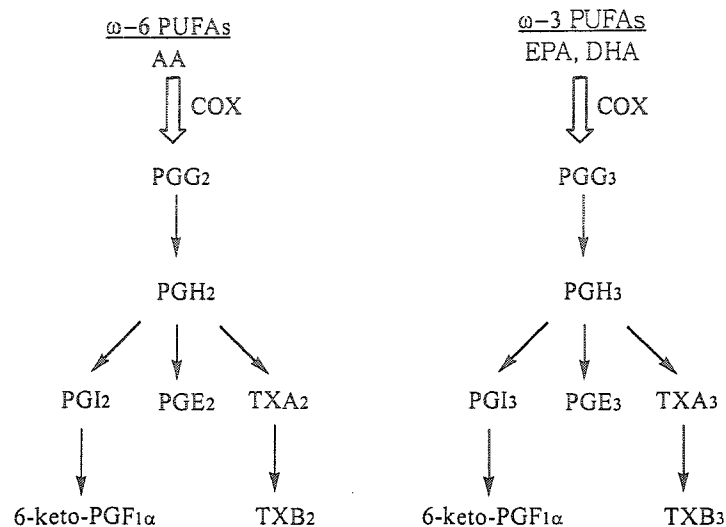 ω-6 PUFAs
AA
COX
PGG2
PGH2
PGI2 PGE2 TXA2
6-keto-PGF1α TXB2
ω-3 PUFAs
EPA, DHA
COX
PGG3
PGH3
PGI3 PGE3 TXA3
6-keto-PGF1α TXB3